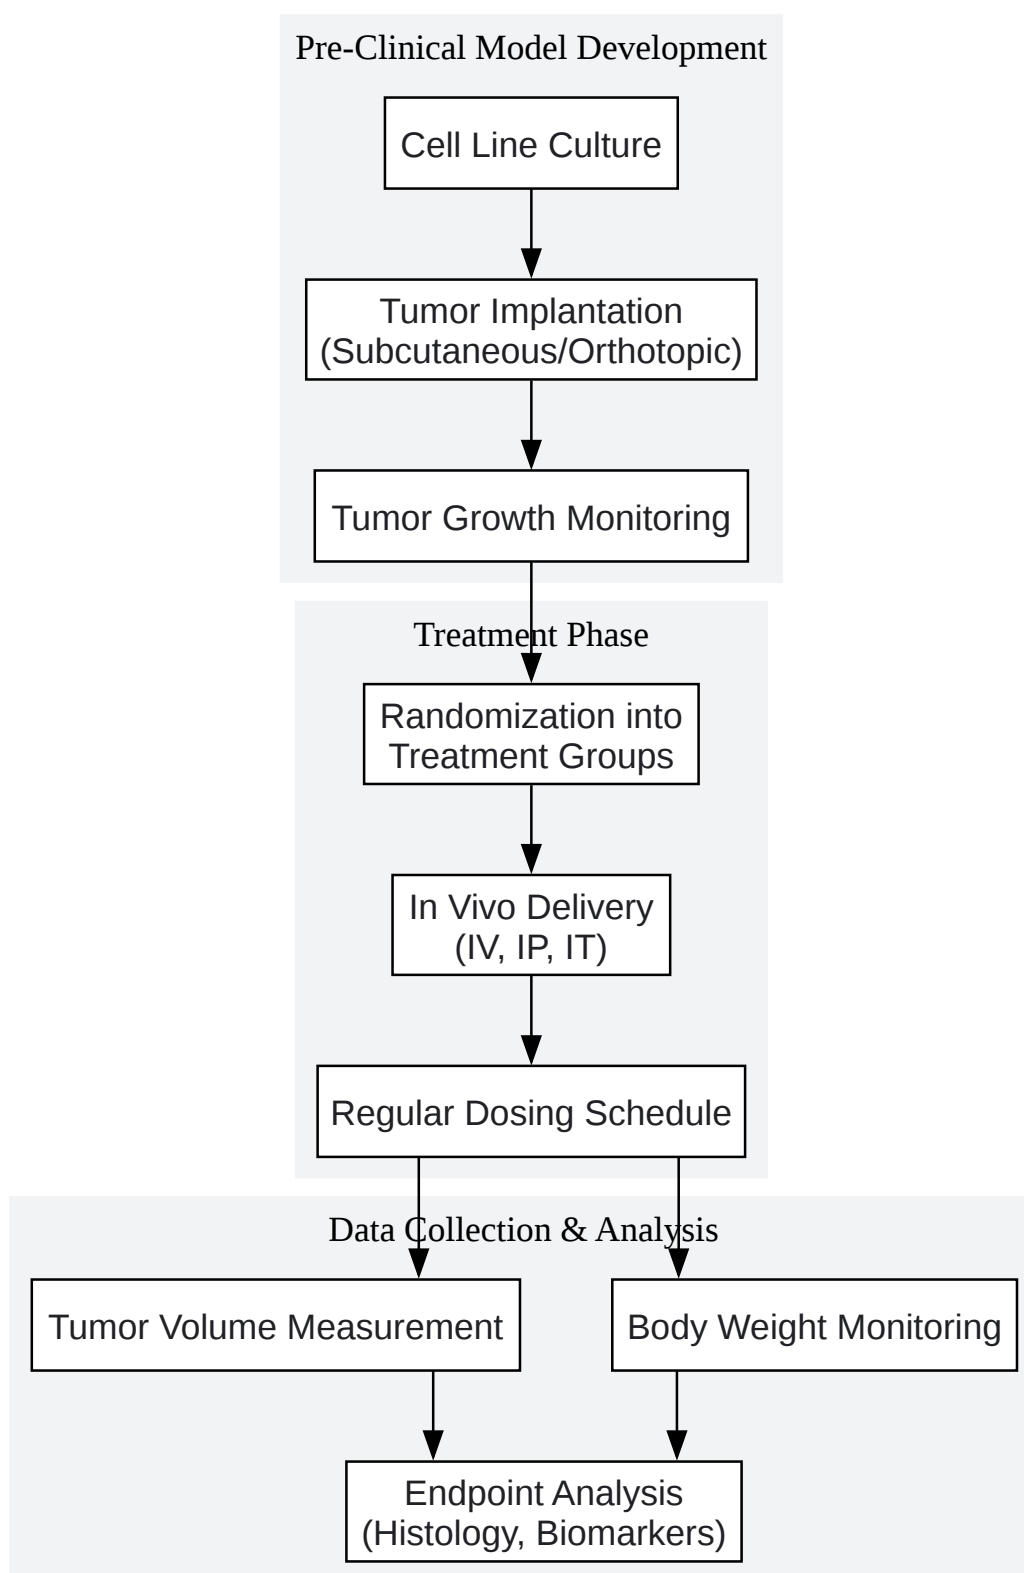 Pre-Clinical Model Development
Cell Line Culture
Tumor Implantation
(Subcutaneous/Orthotopic)
Tumor Growth Monitoring
Treatment Phase
Randomization into
Treatment Groups
In Vivo Delivery
(IV, IP, IT)
Regular Dosing Schedule
Data Collection & Analysis
Tumor Volume Measurement
Body Weight Monitoring
Endpoint Analysis
(Histology, Biomarkers)